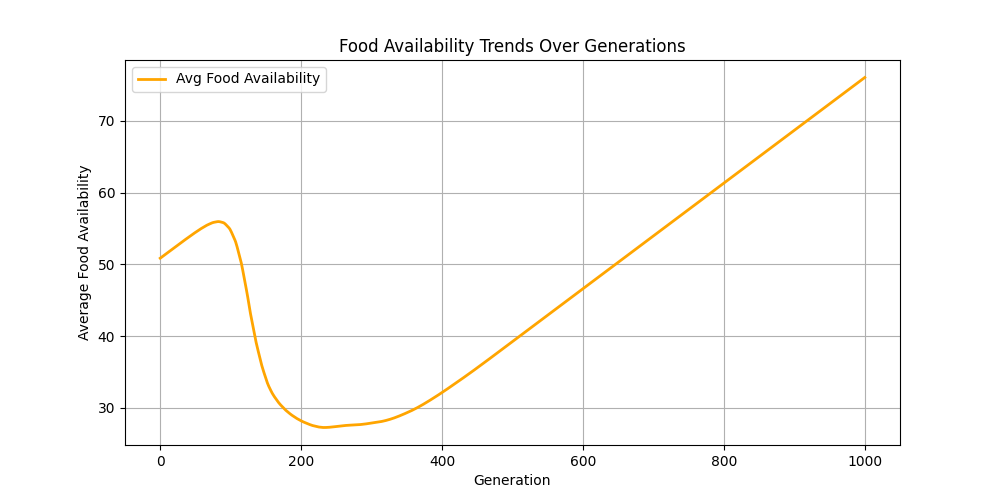 Food Availability Trends Over Generations
Avg Food Availability
Average Food Availability
70
60
50
40
30
0 200 400 600 800 1000
Generation